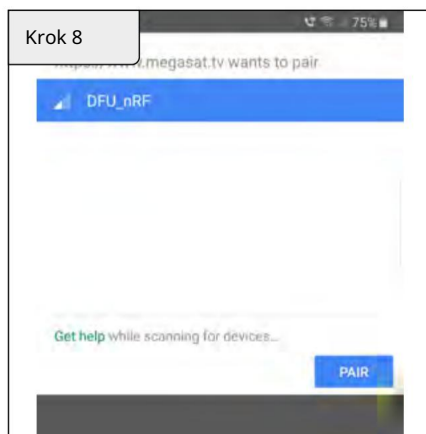 Krok 8
75%
megasat.tv wants to pair
DFU_nRF
Get help while scanning for devices...
PAIR